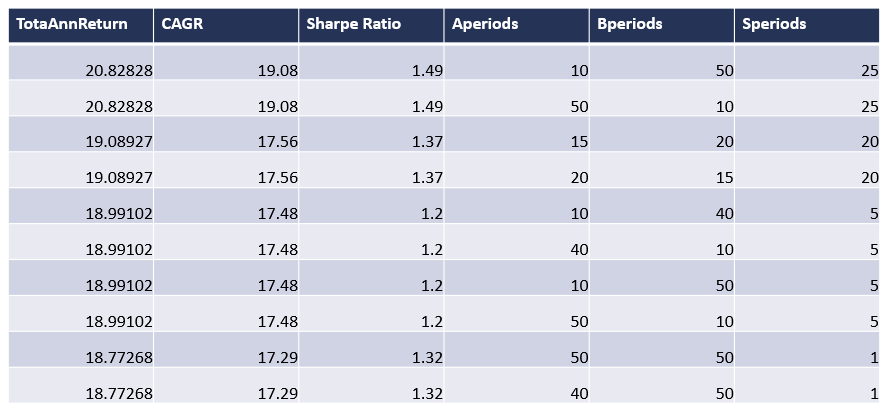 TotaAnnReturn CAGR Sharpe Ratio Aperiods Bperiods Speriods
20.82828 19.08 1.49 10 50 25
20.82828 19.08 1.49 50 10 25
19.08927 17.56 1.37 15 20 20
19.08927 17.56 1.37 20 15 20
18.99102 17.48 1.2 10 40 5
18.99102 17.48 1.2 40 10 5
18.99102 17.48 1.2 10 50 5
18.99102 17.48 1.2 50 10 5
18.77268 17.29 1.32 50 50 1
18.77268 17.29 1.32 40 50 1